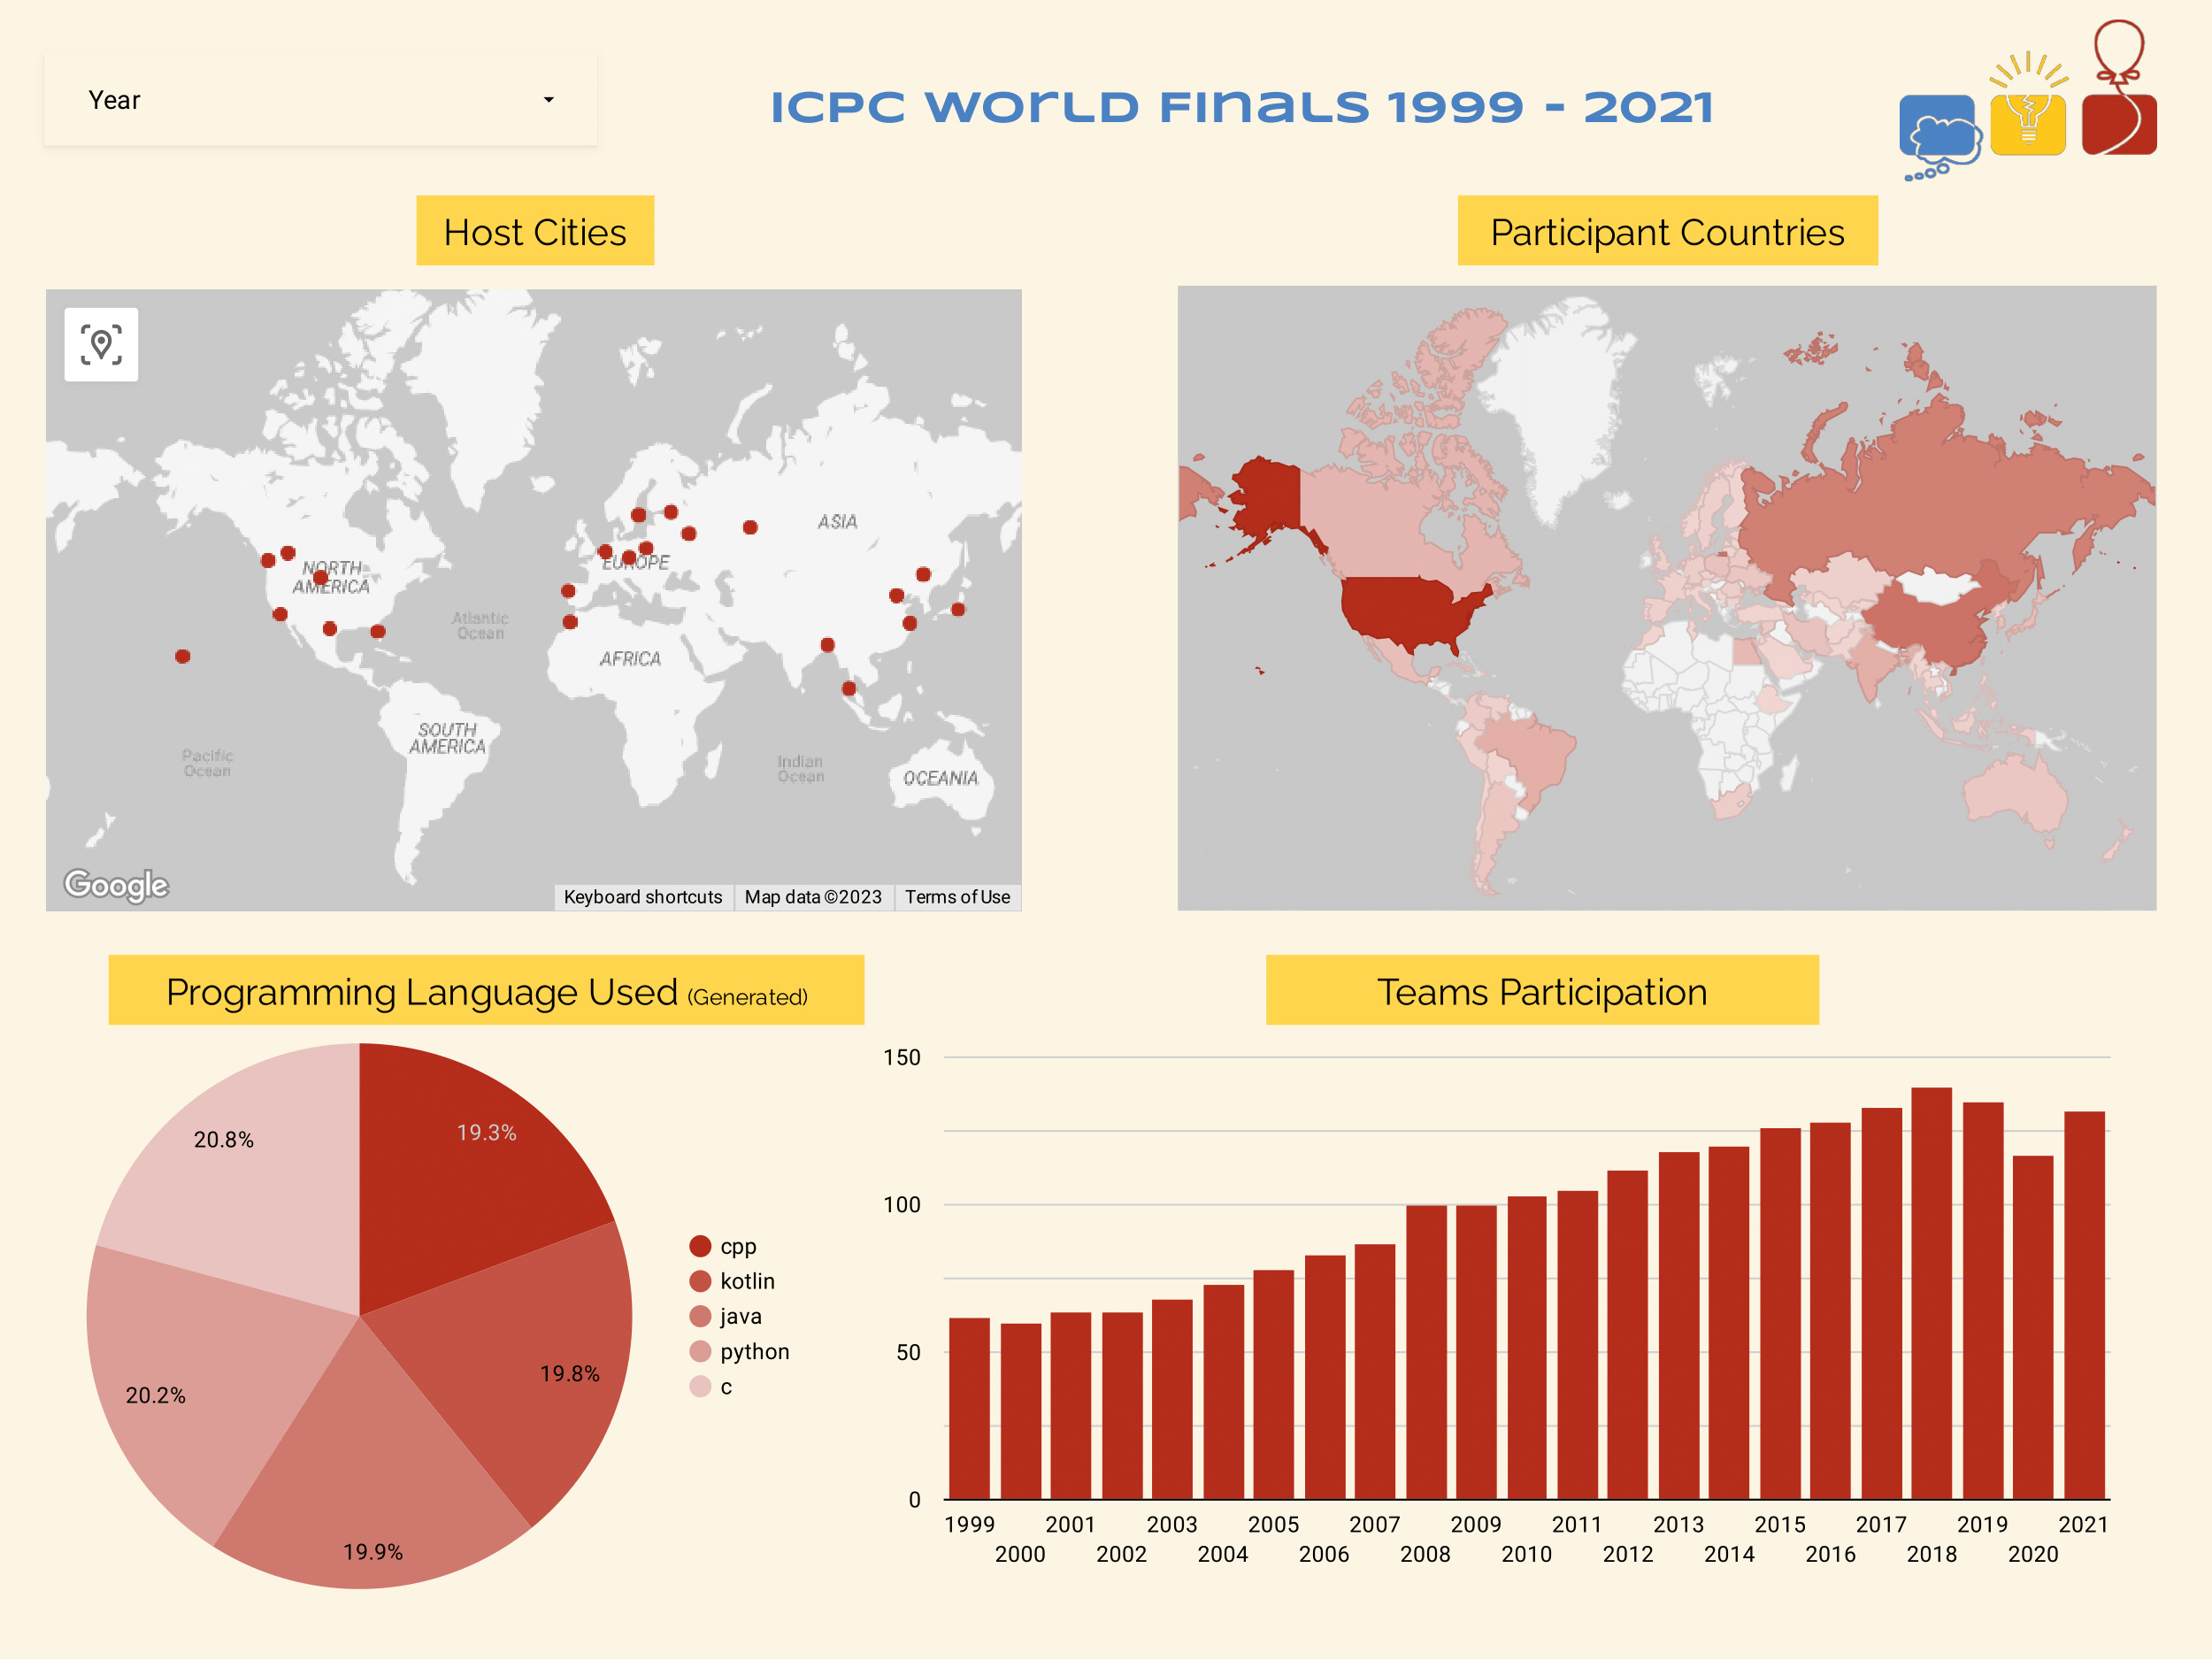 Year
ICPC World Finals 1999 - 2021
Host Cities
Participant Countries
ASIA
EUROPE
NORTH
AMERICA
Atlantic
Ocean
AFRICA
SOUTH
AMERICA
Pacific
Ocean
Indian
Ocean
OCEANIA
Google
Keyboard shortcuts
Map data ©2023
Terms of Use
Programming Language Used (Generated)
Teams Participation
20.8%
19.3%
19.8%
20.2%
19.9%
cpp
kotlin
java
python
c
150
100
50
0
1999 2001 2003 2005 2007 2009 2011 2013 2015 2017 2019 2021
2000 2002 2004 2006 2008 2010 2012 2014 2016 2018 2020